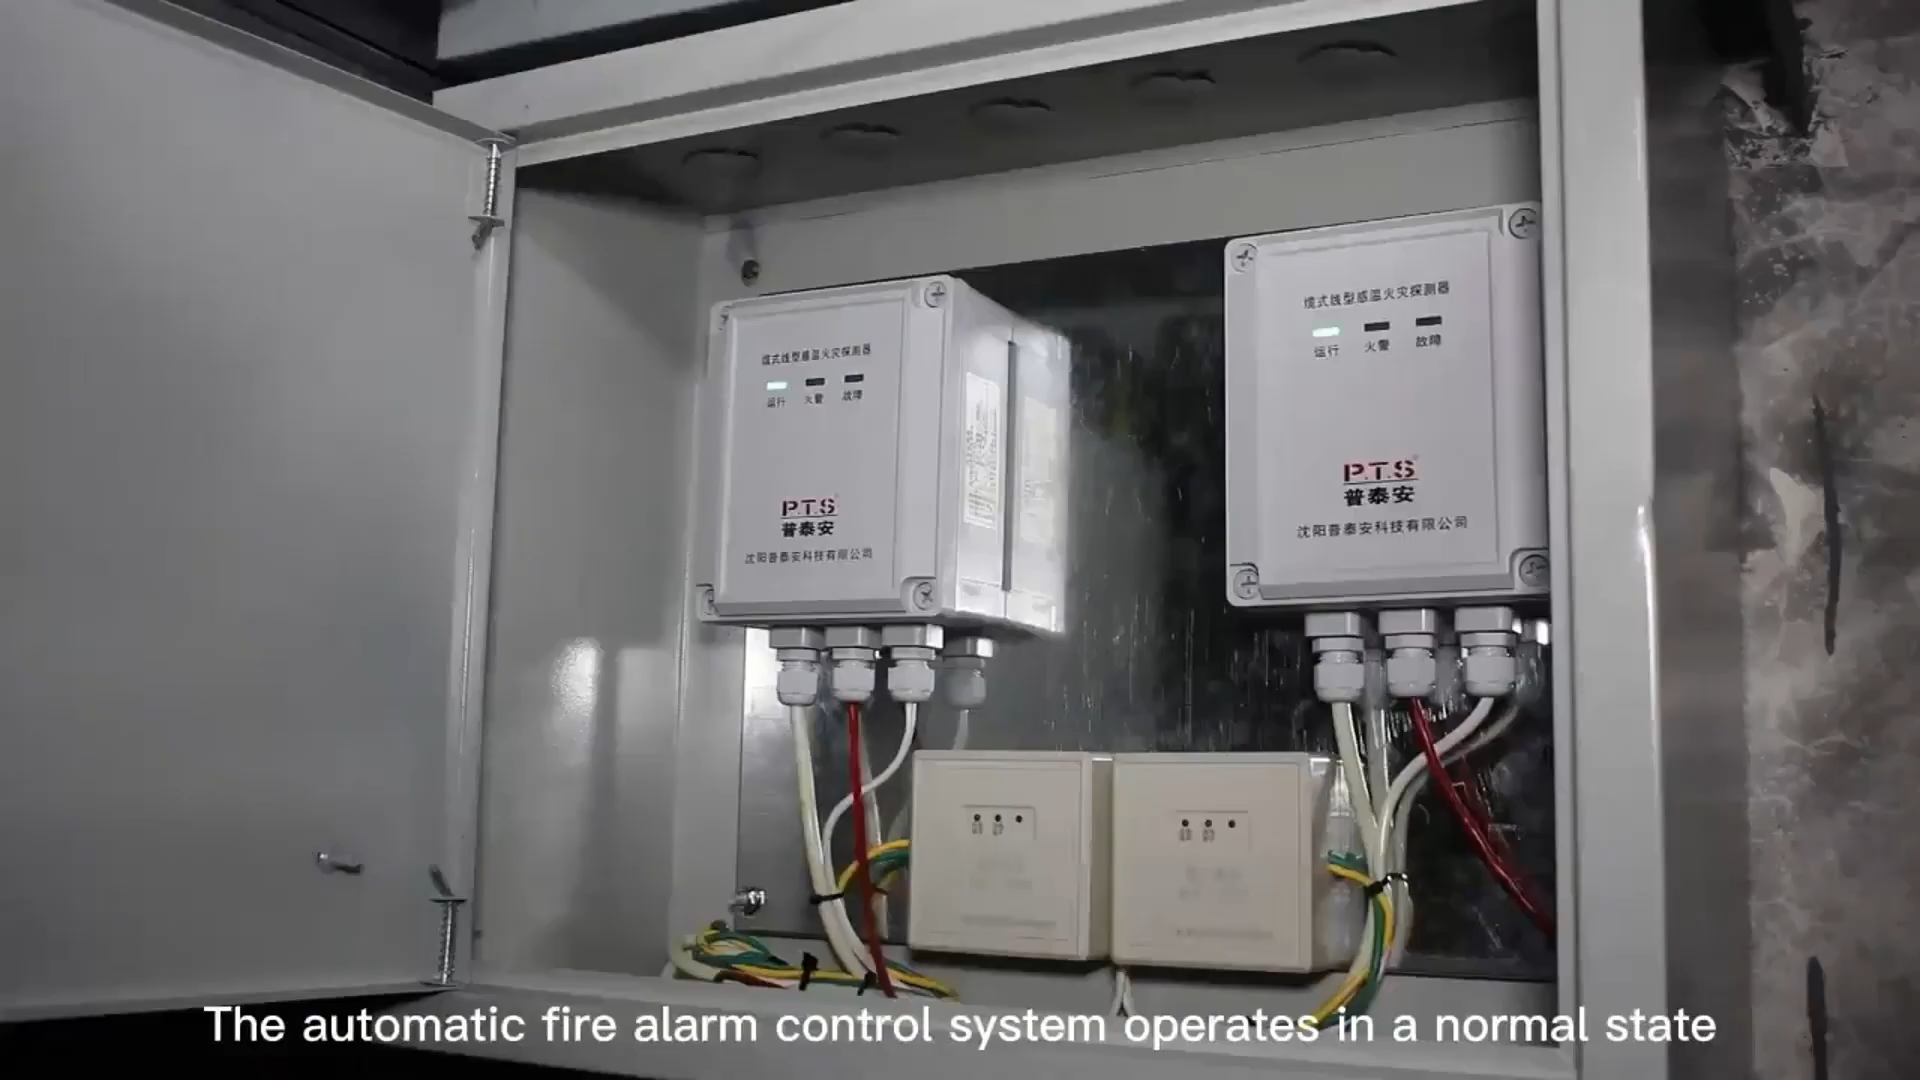 缆式线型感温火灾探测器
运行 火警 故障
P.T.S
普泰安
沈阳普泰安科技有限公司
缆式线型感温火灾探测器
运行 火警 故障
P.T.S
普泰安
沈阳普泰安科技有限公司
The automatic fire alarm control system operates in a normal state